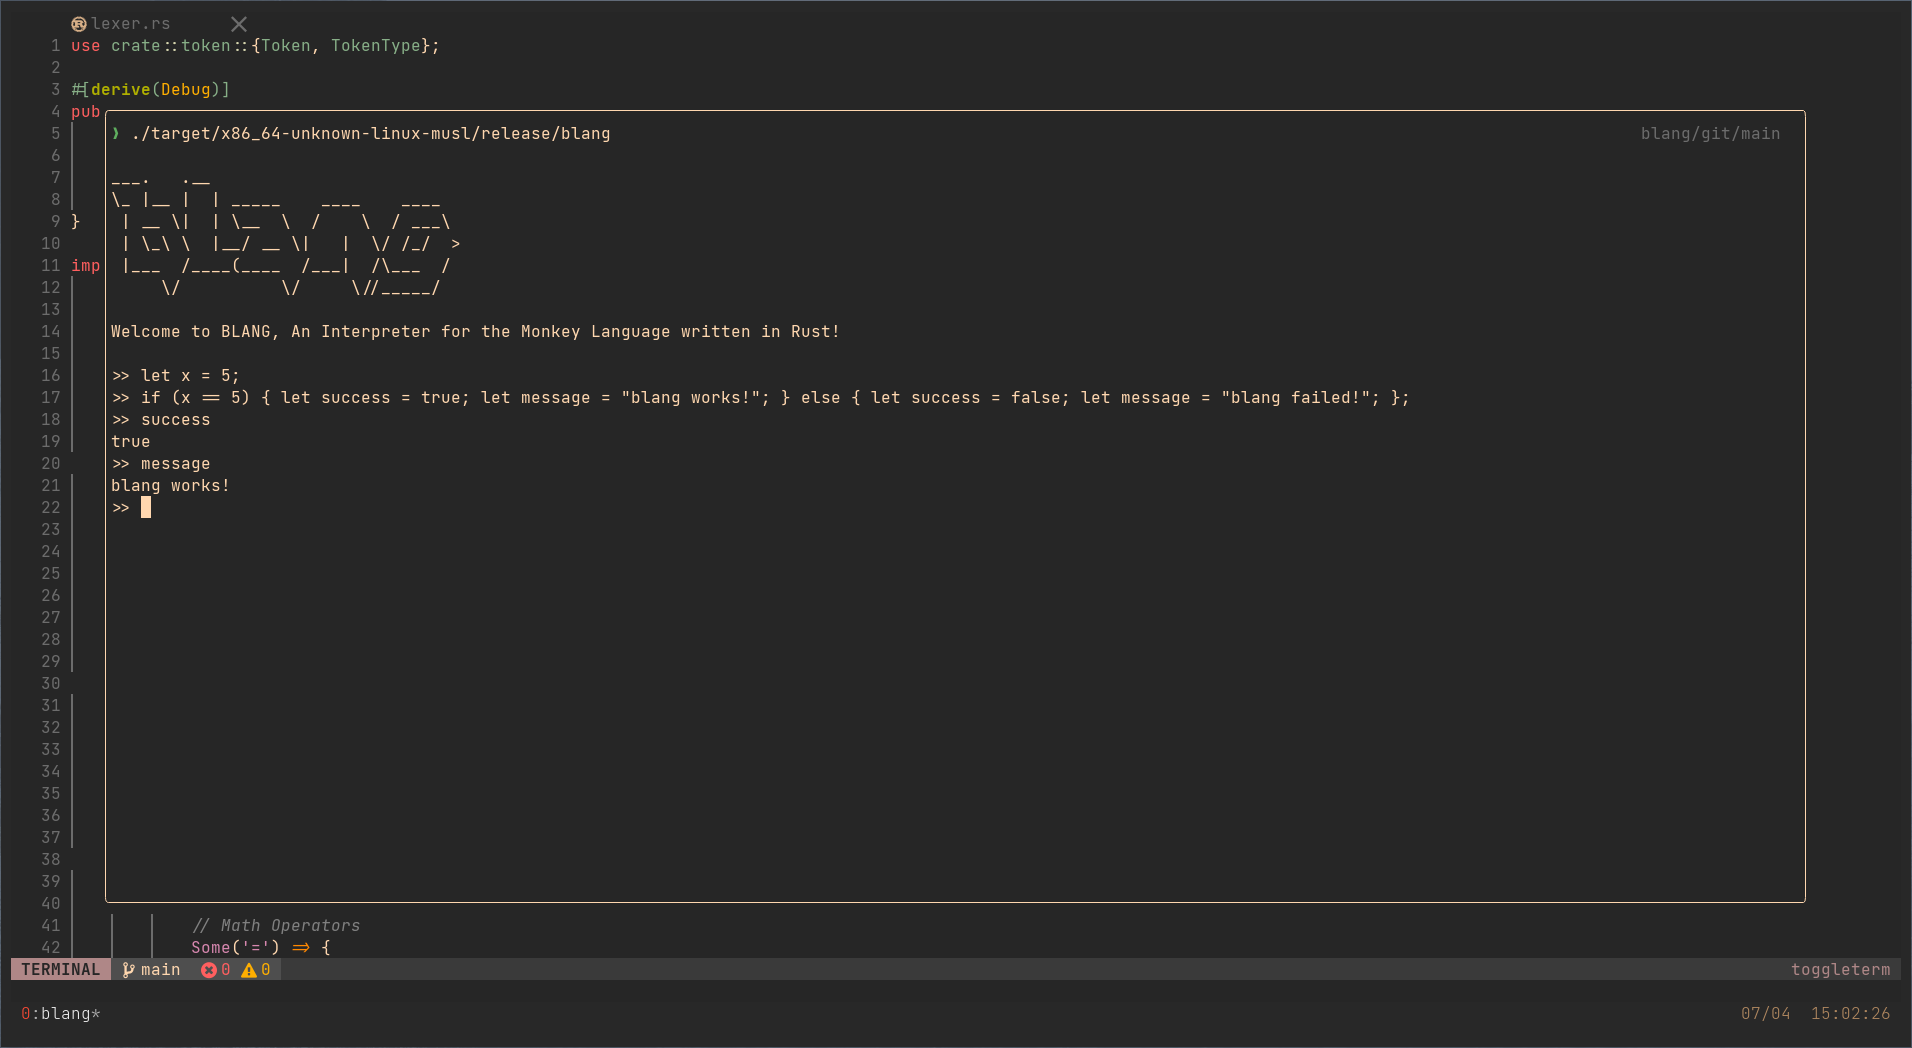 lexer.rs
1 use crate::token::{Token, TokenType};
2
3 #[derive(Debug)]
4 pub
5 ❯ ./target/x86_64-unknown-linux-musl/release/blang blang/git/main
6
7 ___.   .__
8 \_ |__ |  | _____    ____    ____
9 }    | __ \|  | \__  \  /    \  / ___\
10     | \_\ \  |__/ __ \|   |  \/ /_/  >
11 imp  |___  /____(____  /___|  /\___  /
12         \/          \/     \//_____/
13
14 Welcome to BLANG, An Interpreter for the Monkey Language written in Rust!
15
16 >> let x = 5;
17 >> if (x == 5) { let success = true; let message = "blang works!"; } else { let success = false; let message = "blang failed!"; };
18 >> success
19 true
20 >> message
21 blang works!
22 >>
23
24
25
26
27
28
29
30
31
32
33
34
35
36
37
38
39
40
41 // Math Operators
42 Some('=') => {
TERMINAL main 0 0 toggleterm
0:blang* 07/04 15:02:26